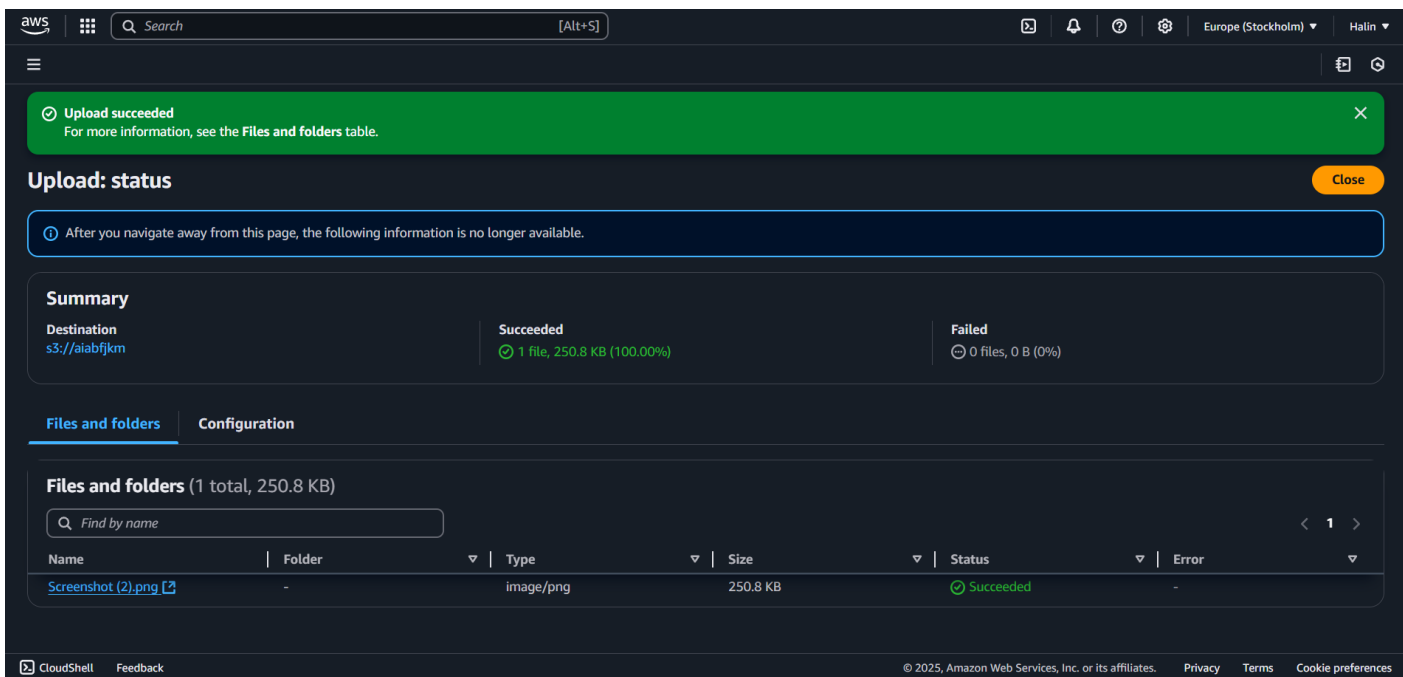 aws Search [Alt+S] Europe (Stockholm) Halin
Upload succeeded
For more information, see the Files and folders table.
Upload: status Close
After you navigate away from this page, the following information is no longer available.
Summary
Destination Succeeded Failed
s3://aiabfjkm 1 file, 250.8 KB (100.00%) 0 files, 0 B (0%)
Files and folders Configuration
Files and folders (1 total, 250.8 KB)
Find by name 1
Name Folder Type Size Status Error
Screenshot (2).png - image/png 250.8 KB Succeeded -
CloudShell Feedback © 2025, Amazon Web Services, Inc. or its affiliates. Privacy Terms Cookie preferences